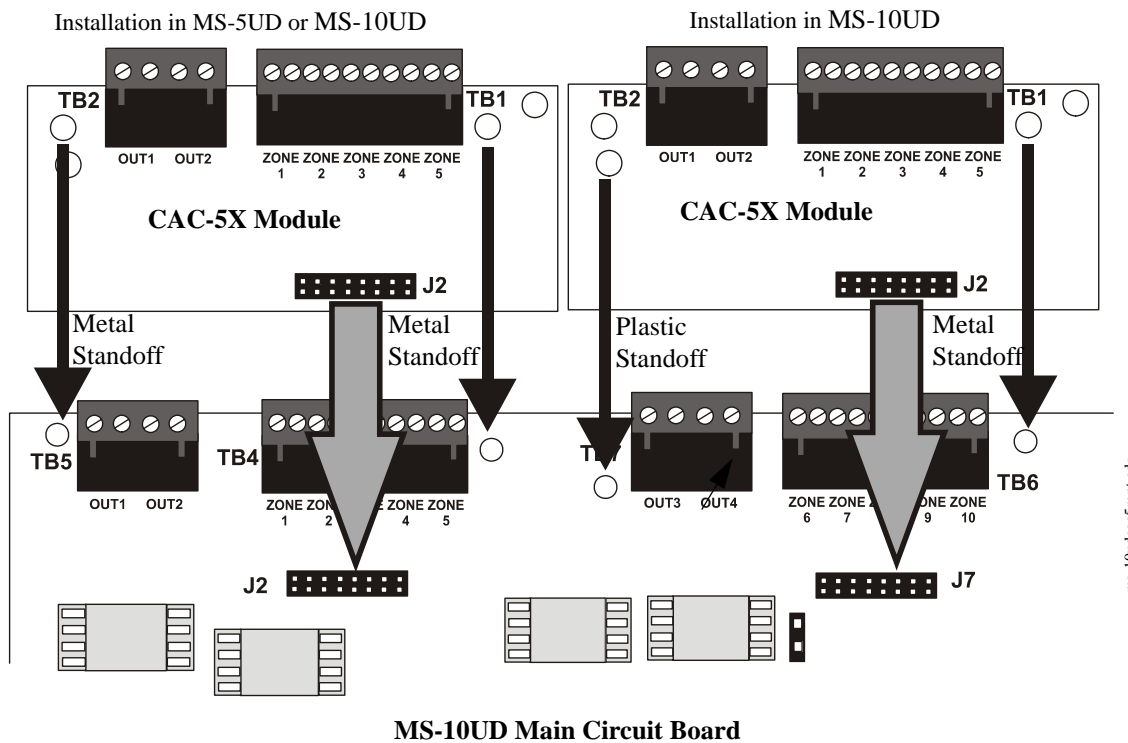 Installation in MS-5UD or MS-10UD
Installation in MS-10UD
TB2
TB1
OUT1 OUT2
ZONE ZONE ZONE ZONE ZONE
1 2 3 4 5
CAC-5X Module
J2
TB2
TB1
OUT1 OUT2
ZONE ZONE ZONE ZONE ZONE
1 2 3 4 5
CAC-5X Module
J2
Metal
Standoff
Metal
Standoff
Plastic
Standoff
Metal
Standoff
TB5
OUT1 OUT2
TB4
ZONE ZONE ZONE ZONE
1 2 4 5
OUT3 OUT4
TB6
ZONE ZONE ZONE ZONE
6 7 9 10
J2
J7
MS-10UD Main Circuit Board